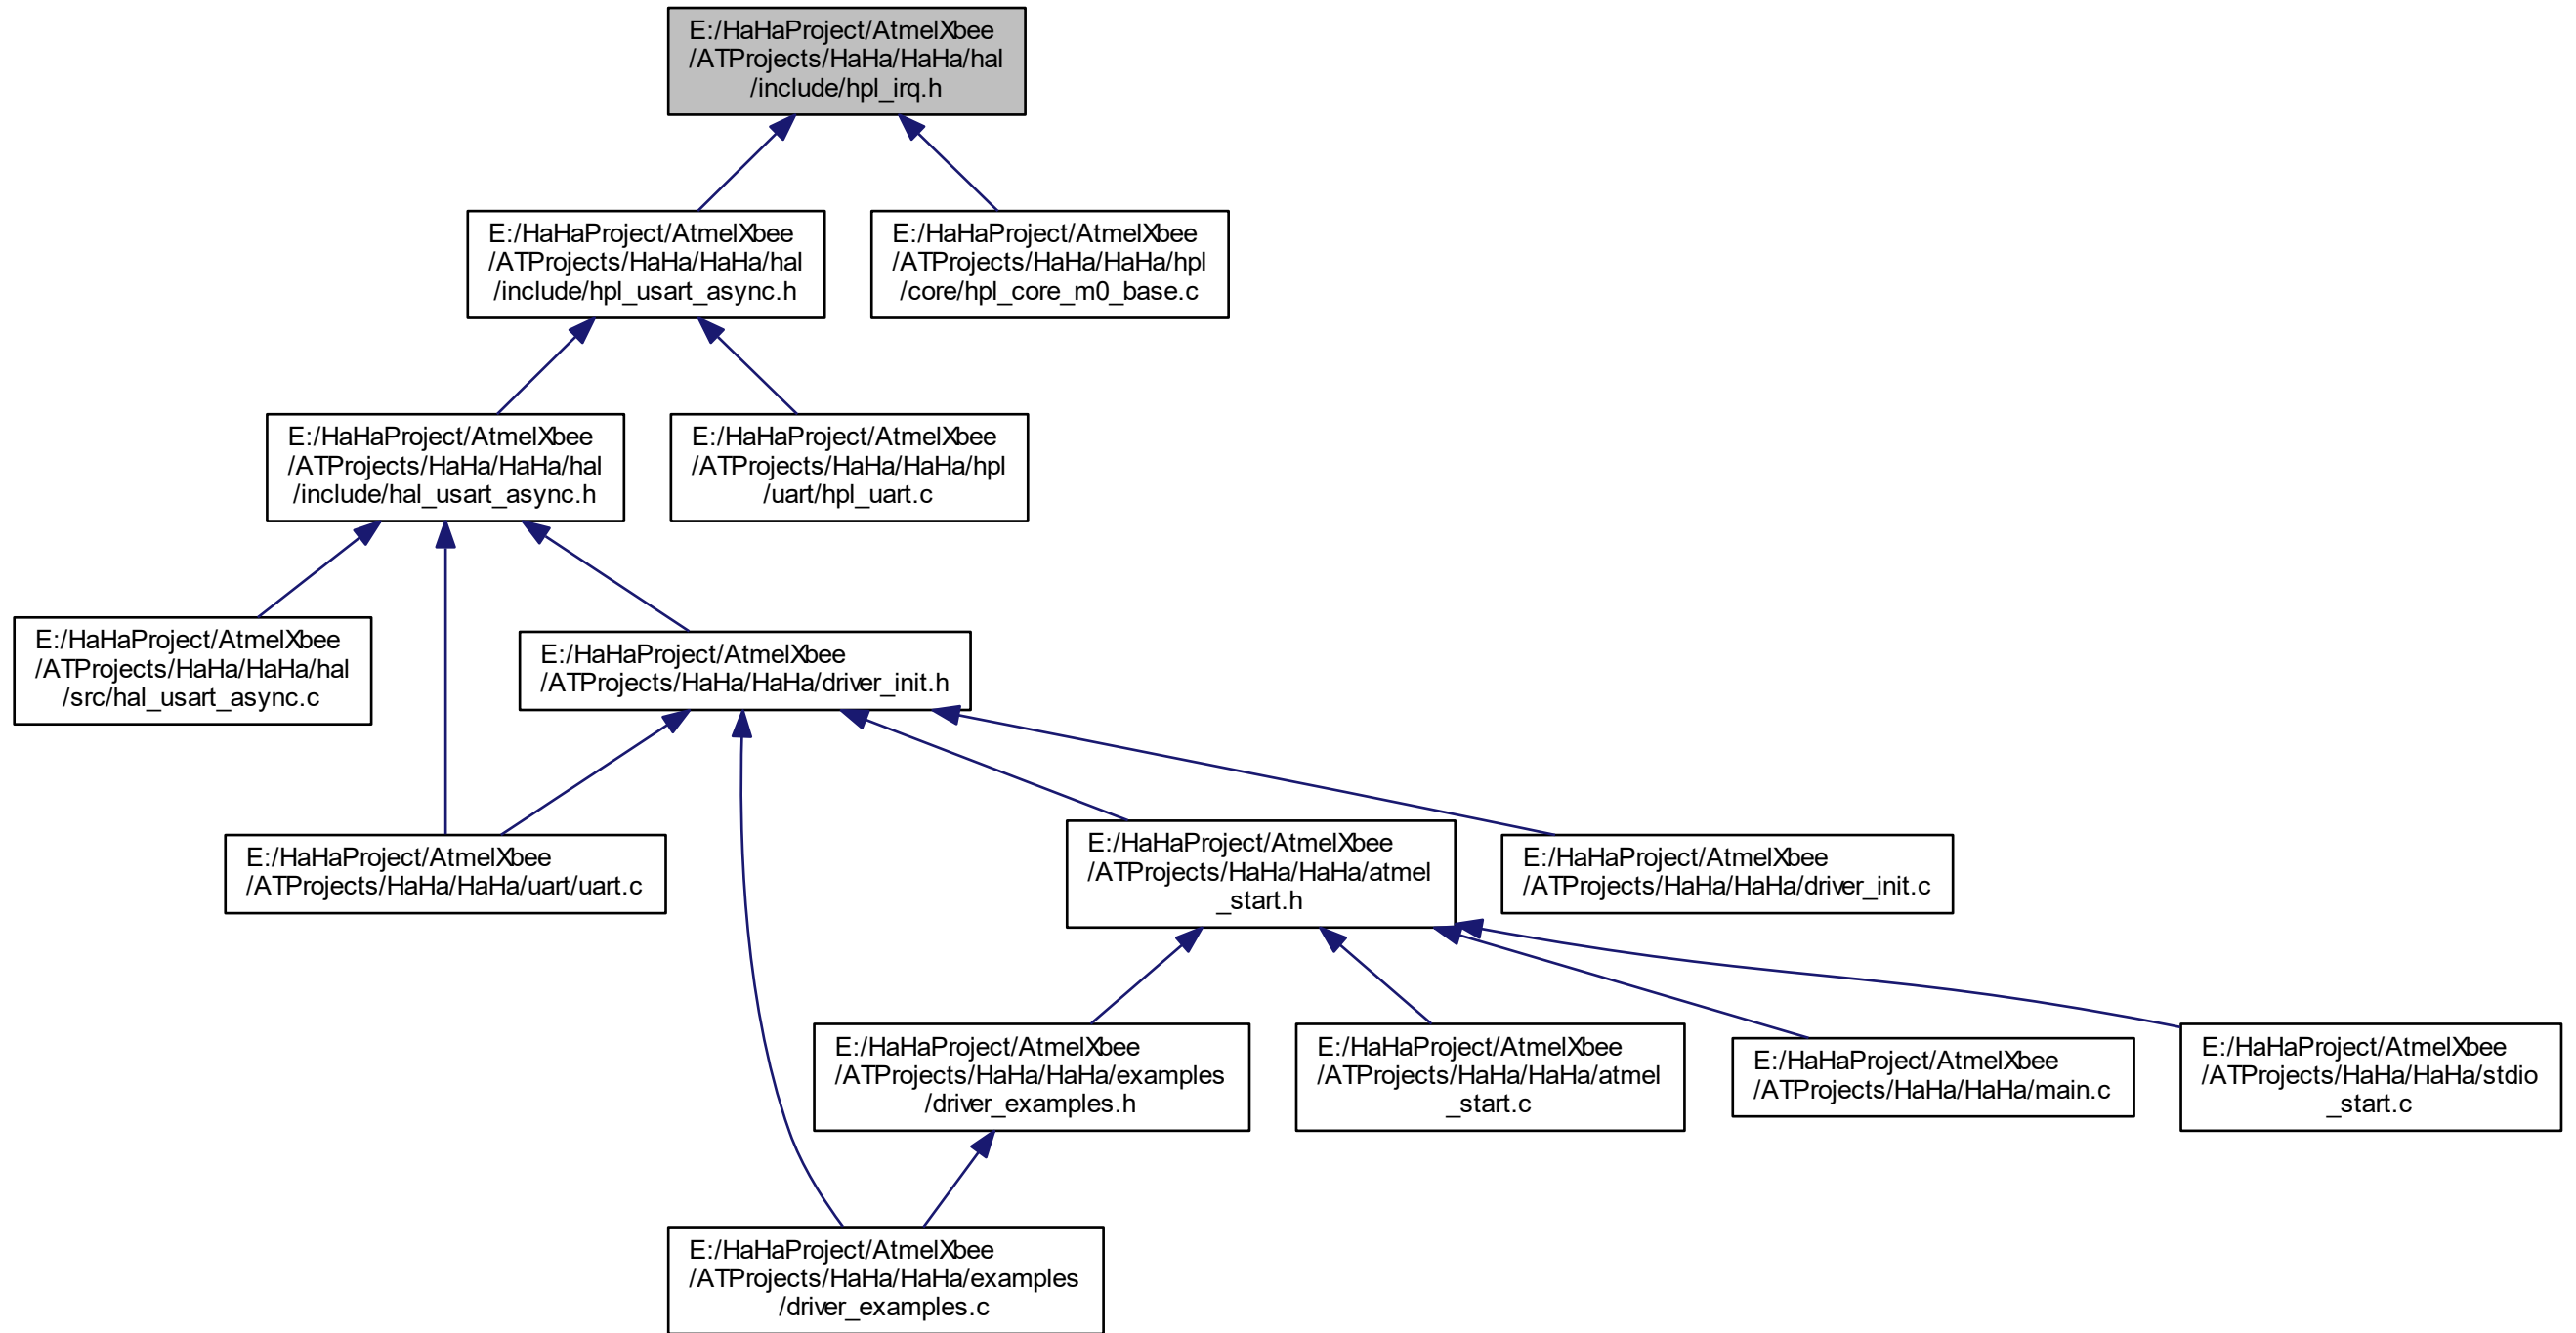 E:/HaHaProject/AtmelXbee
/ATProjects/HaHa/HaHa/hal
/include/hpl_irq.h
E:/HaHaProject/AtmelXbee
/ATProjects/HaHa/HaHa/hal
/include/hpl_usart_async.h
E:/HaHaProject/AtmelXbee
/ATProjects/HaHa/HaHa/hpl
/core/hpl_core_m0_base.c
E:/HaHaProject/AtmelXbee
/ATProjects/HaHa/HaHa/hal
/include/hal_usart_async.h
E:/HaHaProject/AtmelXbee
/ATProjects/HaHa/HaHa/hpl
/uart/hpl_uart.c
E:/HaHaProject/AtmelXbee
/ATProjects/HaHa/HaHa/hal
/src/hal_usart_async.c
E:/HaHaProject/AtmelXbee
/ATProjects/HaHa/HaHa/driver_init.h
E:/HaHaProject/AtmelXbee
/ATProjects/HaHa/HaHa/uart/uart.c
E:/HaHaProject/AtmelXbee
/ATProjects/HaHa/HaHa/atmel
_start.h
E:/HaHaProject/AtmelXbee
/ATProjects/HaHa/HaHa/driver_init.c
E:/HaHaProject/AtmelXbee
/ATProjects/HaHa/HaHa/examples
/driver_examples.h
E:/HaHaProject/AtmelXbee
/ATProjects/HaHa/HaHa/atmel
_start.c
E:/HaHaProject/AtmelXbee
/ATProjects/HaHa/HaHa/main.c
E:/HaHaProject/AtmelXbee
/ATProjects/HaHa/HaHa/stdio
_start.c
E:/HaHaProject/AtmelXbee
/ATProjects/HaHa/HaHa/examples
/driver_examples.c